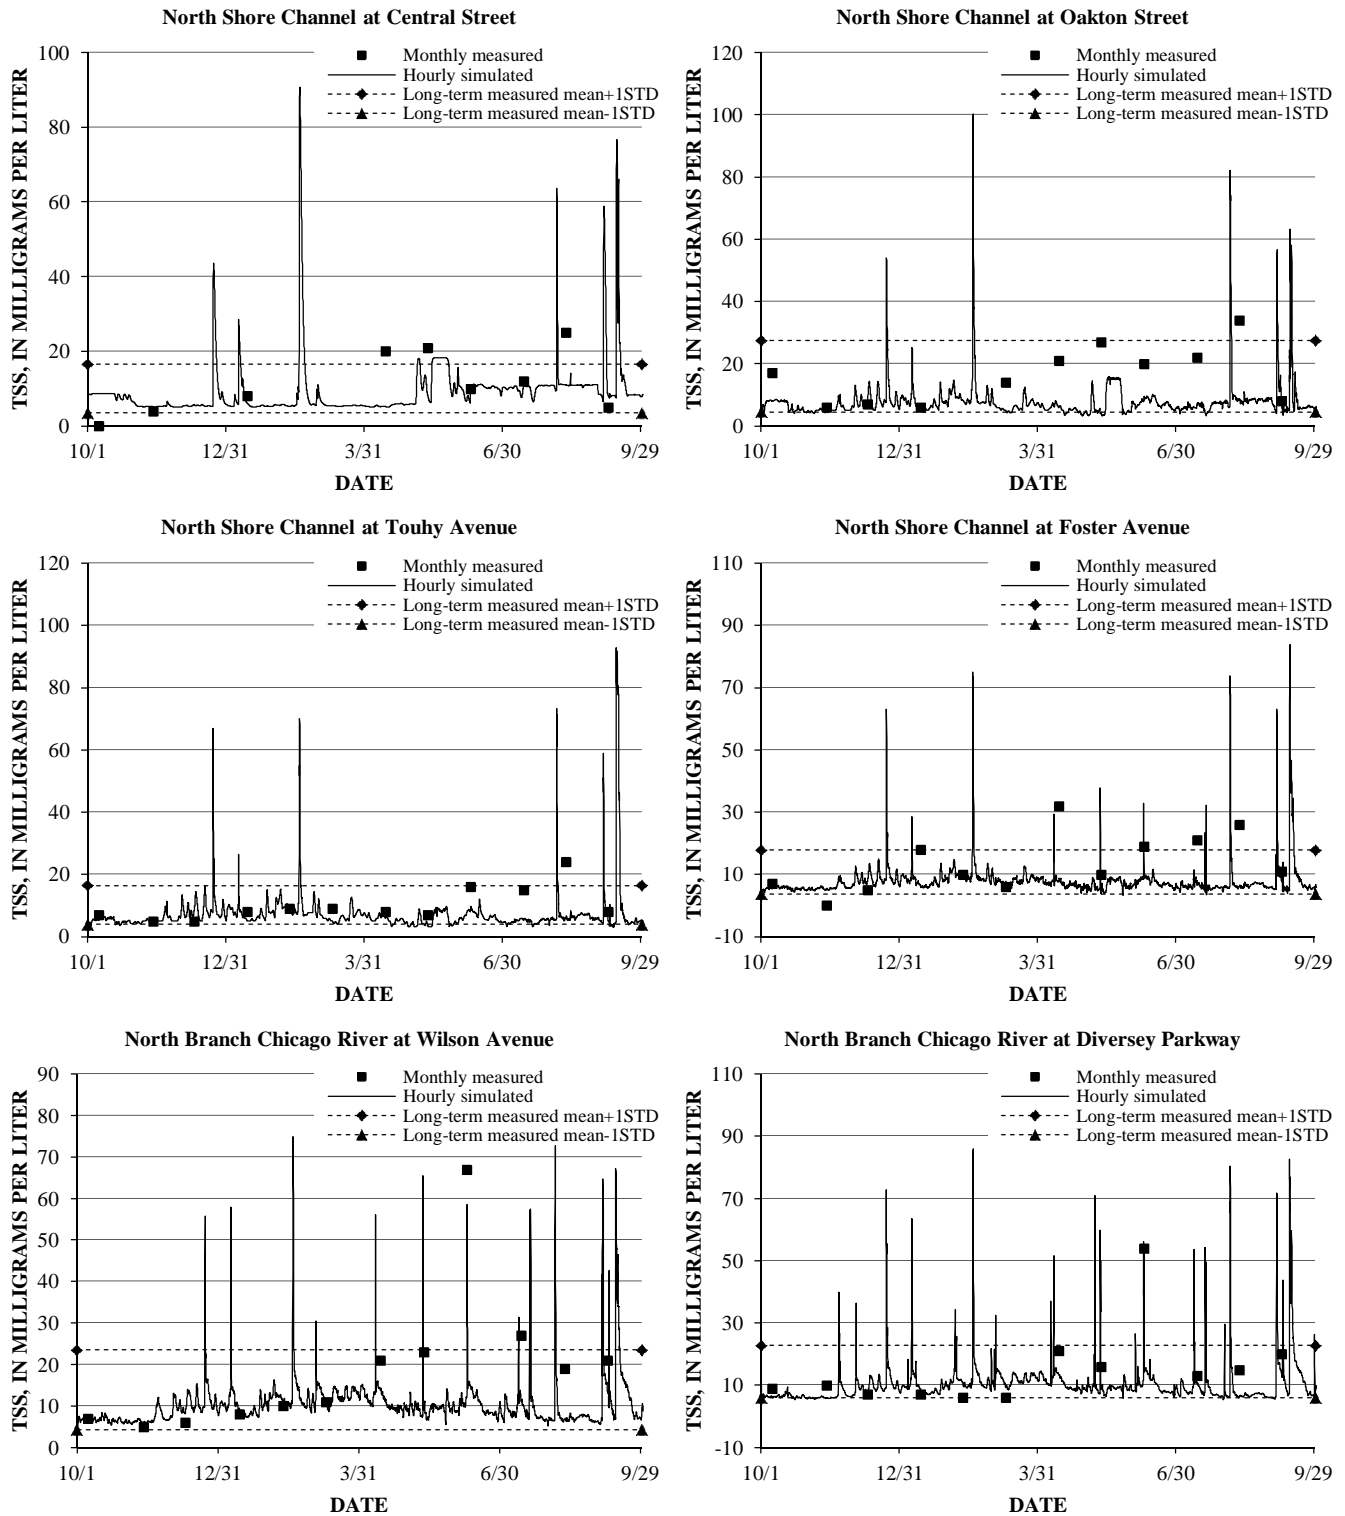 North Shore Channel at Central Street
TSS, IN MILLIGRAMS PER LITER
100
80
60
40
20
0
Monthly measured
Hourly simulated
Long-term measured mean+1STD
Long-term measured mean-1STD
10/1 12/31 3/31 6/30 9/29
DATE
North Shore Channel at Oakton Street
TSS, IN MILLIGRAMS PER LITER
120
100
80
60
40
20
0
Monthly measured
Hourly simulated
Long-term measured mean+1STD
Long-term measured mean-1STD
10/1 12/31 3/31 6/30 9/29
DATE
North Shore Channel at Touhy Avenue
TSS, IN MILLIGRAMS PER LITER
120
100
80
60
40
20
0
Monthly measured
Hourly simulated
Long-term measured mean+1STD
Long-term measured mean-1STD
10/1 12/31 3/31 6/30 9/29
DATE
North Shore Channel at Foster Avenue
TSS, IN MILLIGRAMS PER LITER
110
90
70
50
30
10
-10
Monthly measured
Hourly simulated
Long-term measured mean+1STD
Long-term measured mean-1STD
10/1 12/31 3/31 6/30 9/29
DATE
North Branch Chicago River at Wilson Avenue
TSS, IN MILLIGRAMS PER LITER
90
80
70
60
50
40
30
20
10
0
Monthly measured
Hourly simulated
Long-term measured mean+1STD
Long-term measured mean-1STD
10/1 12/31 3/31 6/30 9/29
DATE
North Branch Chicago River at Diversey Parkway
TSS, IN MILLIGRAMS PER LITER
110
90
70
50
30
10
-10
Monthly measured
Hourly simulated
Long-term measured mean+1STD
Long-term measured mean-1STD
10/1 12/31 3/31 6/30 9/29
DATE